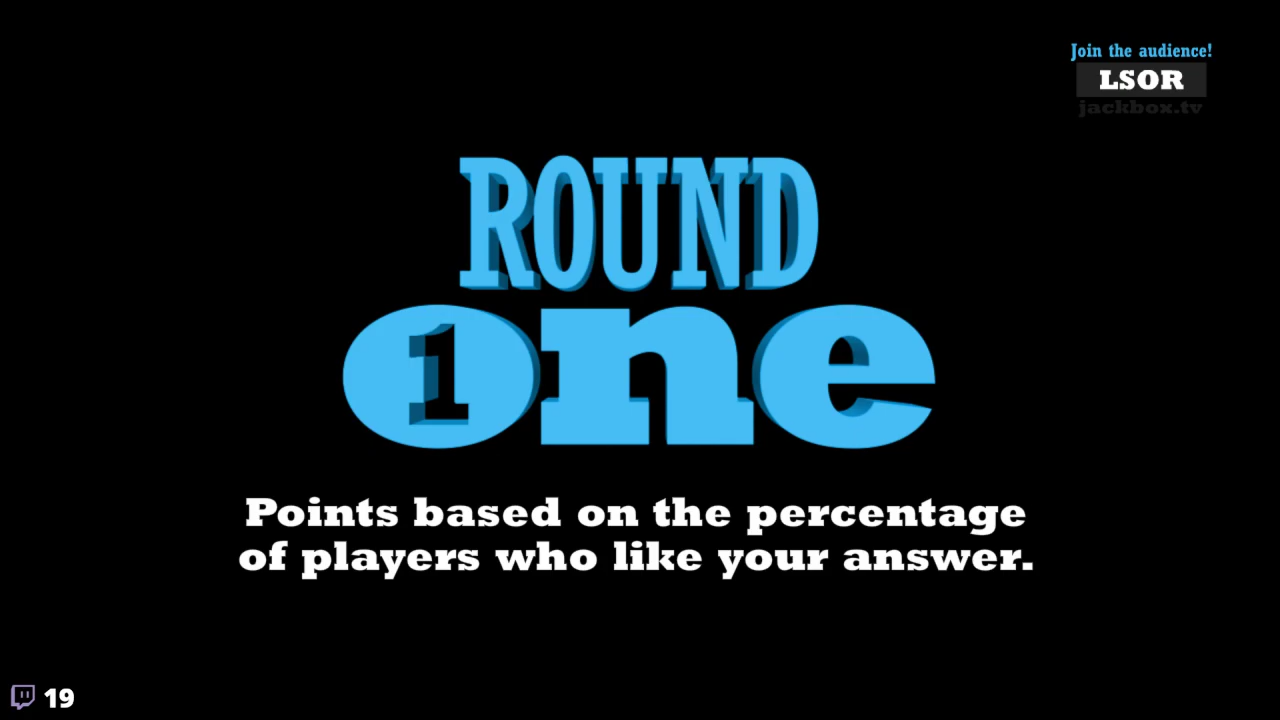 Join the audience!
LSOR
jackbox.tv
ROUND
One
1
Points based on the percentage
of players who like your answer.
19